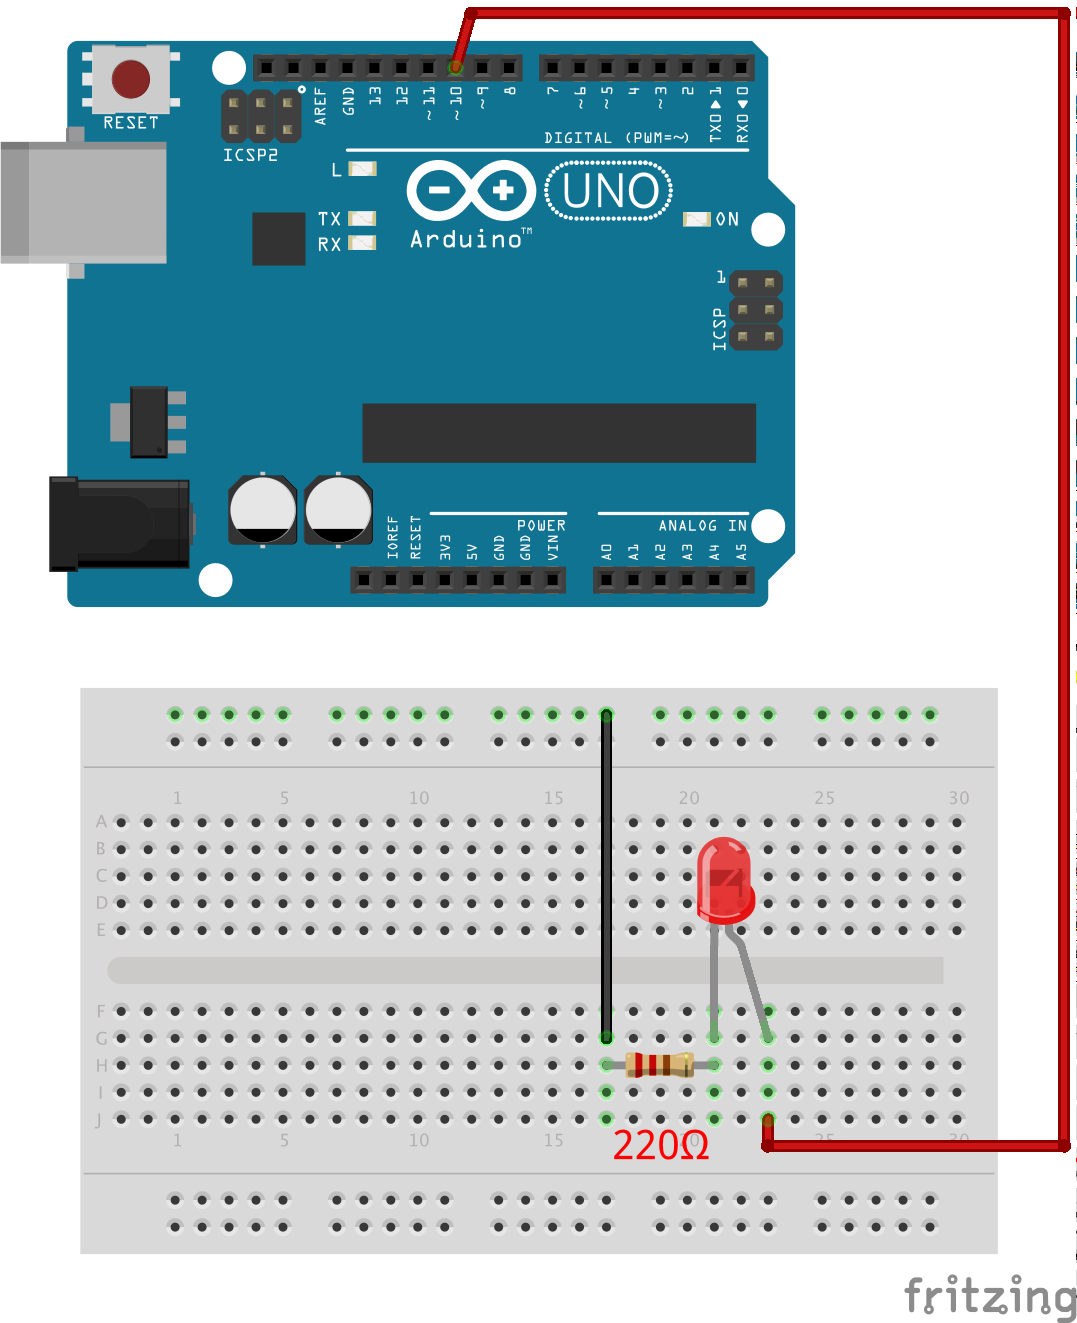 RESET
ICSP2
AREF
GND
13
12
~11
~10
~9
8
7
~6
~5
4
~3
2
TX0▶1
RX0◀0
DIGITAL (PWM=~)
L
TX
RX
UNO
Arduino™
ON
1
ICSP
IOREF
RESET
3V3
5V
GND
GND
VIN
POWER
ANALOG IN
A0
A1
A2
A3
A4
A5
1 5 10 15 20 25 30
A
B
C
D
E
F
G
H
I
J
1 5 10 15 20 25 30
220Ω
fritzing